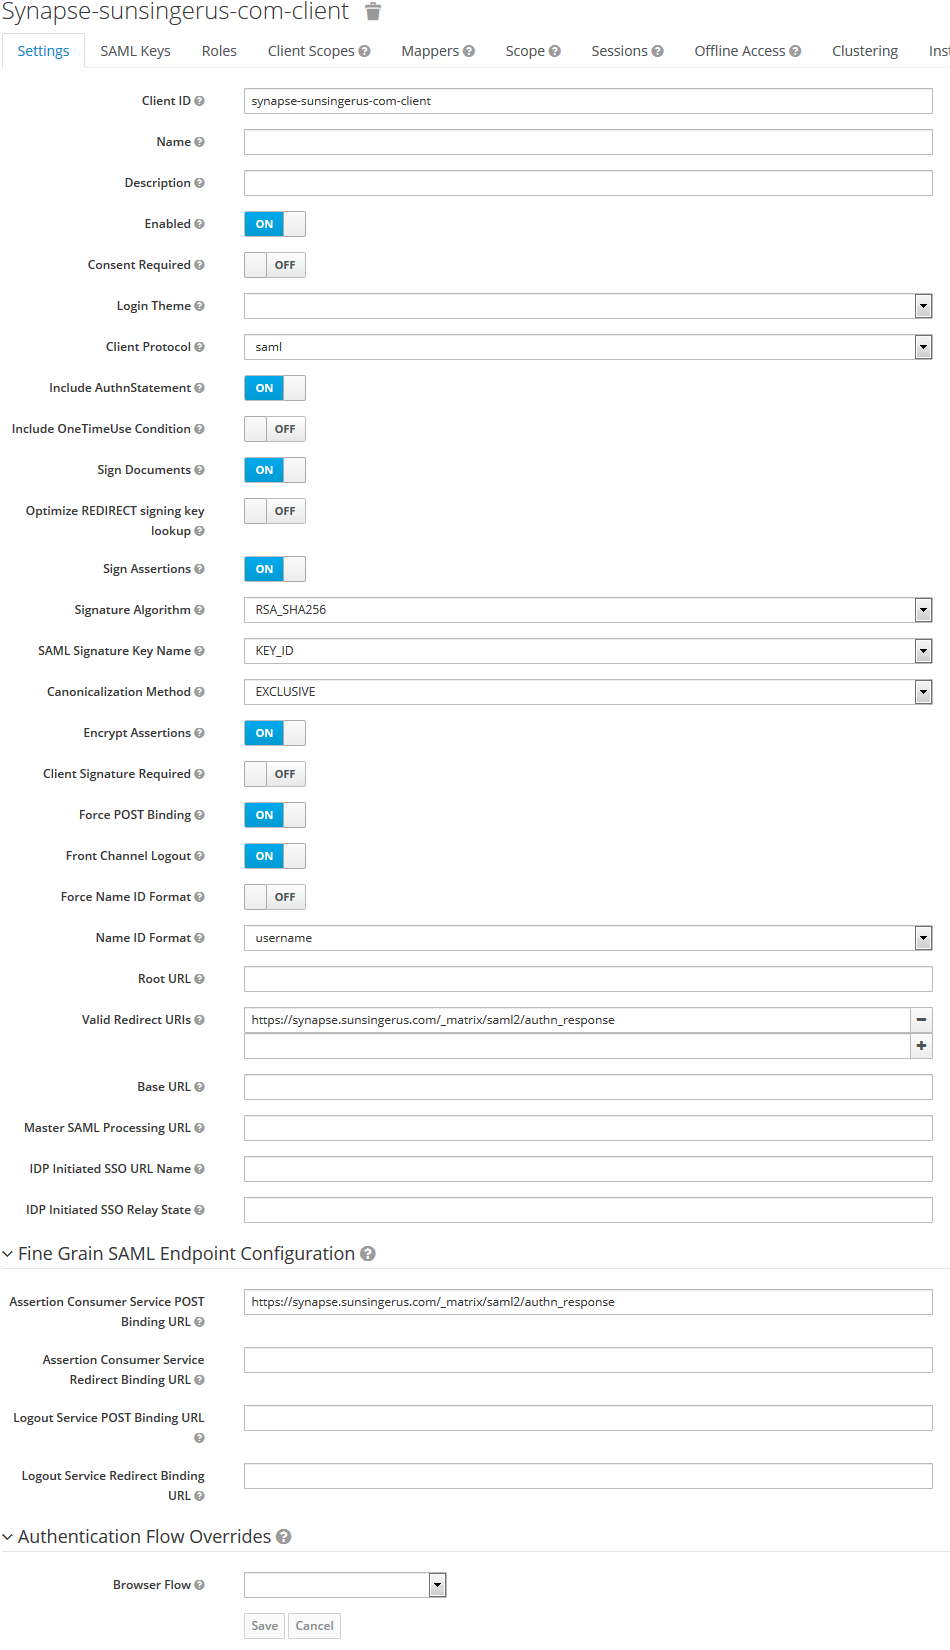 Synapse-sunsingerus-com-client
Settings SAML Keys Roles Client Scopes Mappers Scope Sessions Offline Access Clustering Inst
Client ID synapse-sunsingerus-com-client
Name
Description
Enabled ON
Consent Required OFF
Login Theme
Client Protocol saml
Include AuthnStatement ON
Include OneTimeUse Condition OFF
Sign Documents ON
Optimize REDIRECT signing key OFF
lookup
Sign Assertions ON
Signature Algorithm RSA_SHA256
SAML Signature Key Name KEY_ID
Canonicalization Method EXCLUSIVE
Encrypt Assertions ON
Client Signature Required OFF
Force POST Binding ON
Front Channel Logout ON
Force Name ID Format OFF
Name ID Format username
Root URL
Valid Redirect URIs https://synapse.sunsingerus.com/_matrix/saml2/authn_response
Base URL
Master SAML Processing URL
IDP Initiated SSO URL Name
IDP Initiated SSO Relay State
Fine Grain SAML Endpoint Configuration
Assertion Consumer Service POST https://synapse.sunsingerus.com/_matrix/saml2/authn_response
Binding URL
Assertion Consumer Service
Redirect Binding URL
Logout Service POST Binding URL
Logout Service Redirect Binding
URL
Authentication Flow Overrides
Browser Flow
Save Cancel